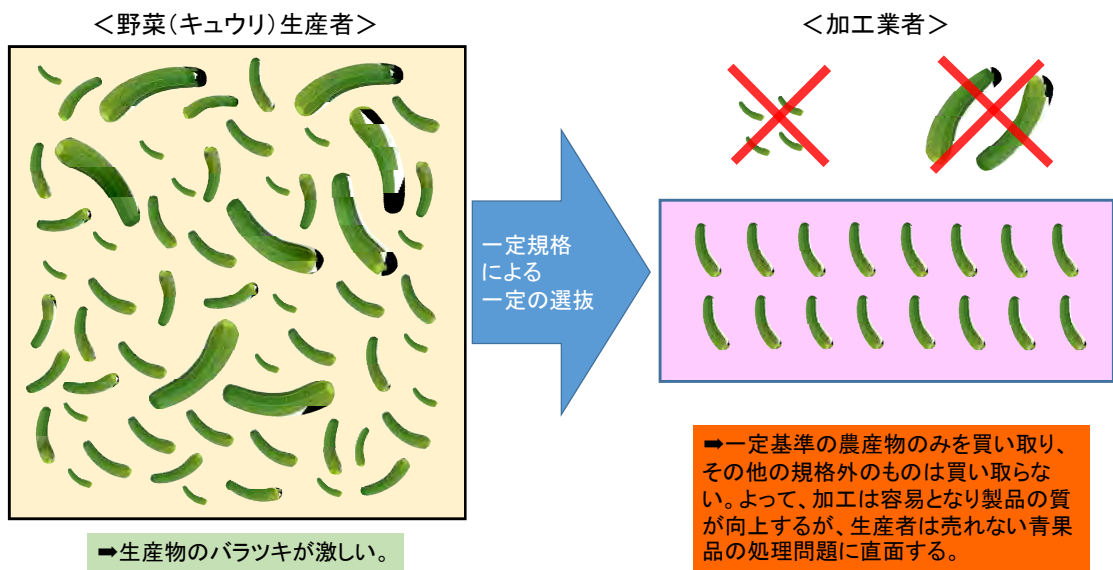 ＜野菜（キュウリ）生産者＞
＜加工業者＞
一定規格
による
一定の選抜
➡生産物のバラツキが激しい。
➡一定基準の農産物のみを買い取り、
その他の規格外のものは買い取らな
い。よって、加工は容易となり製品の質
が向上するが、生産者は売れない青果
品の処理問題に直面する。